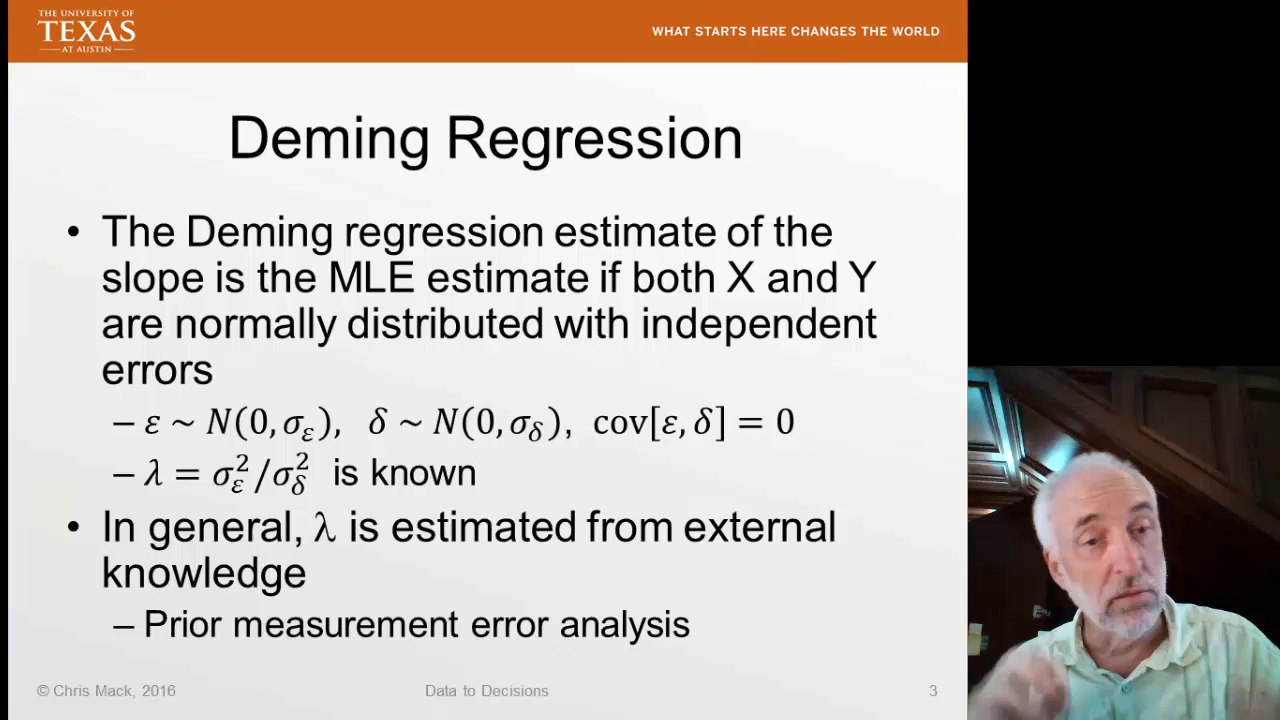 THE UNIVERSITY OF
TEXAS
AT AUSTIN
WHAT STARTS HERE CHANGES THE WORLD
Deming Regression
• The Deming regression estimate of the
slope is the MLE estimate if both X and Y
are normally distributed with independent
errors
– ε ~ N(0, σ_ε), δ ~ N(0, σ_δ), cov[ε, δ] = 0
– λ = σ_ε^2/σ_δ^2 is known
• In general, λ is estimated from external
knowledge
– Prior measurement error analysis
© Chris Mack, 2016
Data to Decisions
3